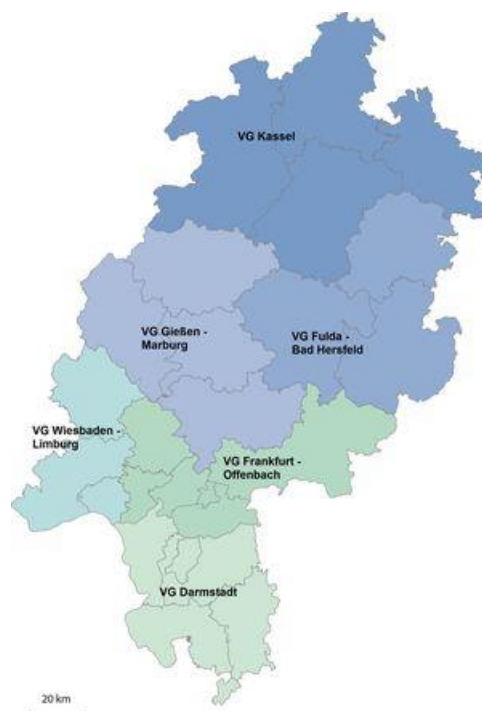 VG Kassel
VG Gießen -
Marburg
VG Fulda -
Bad Hersfeld
VG Wiesbaden -
Limburg
VG Frankfurt -
Offenbach
VG Darmstadt
20 km